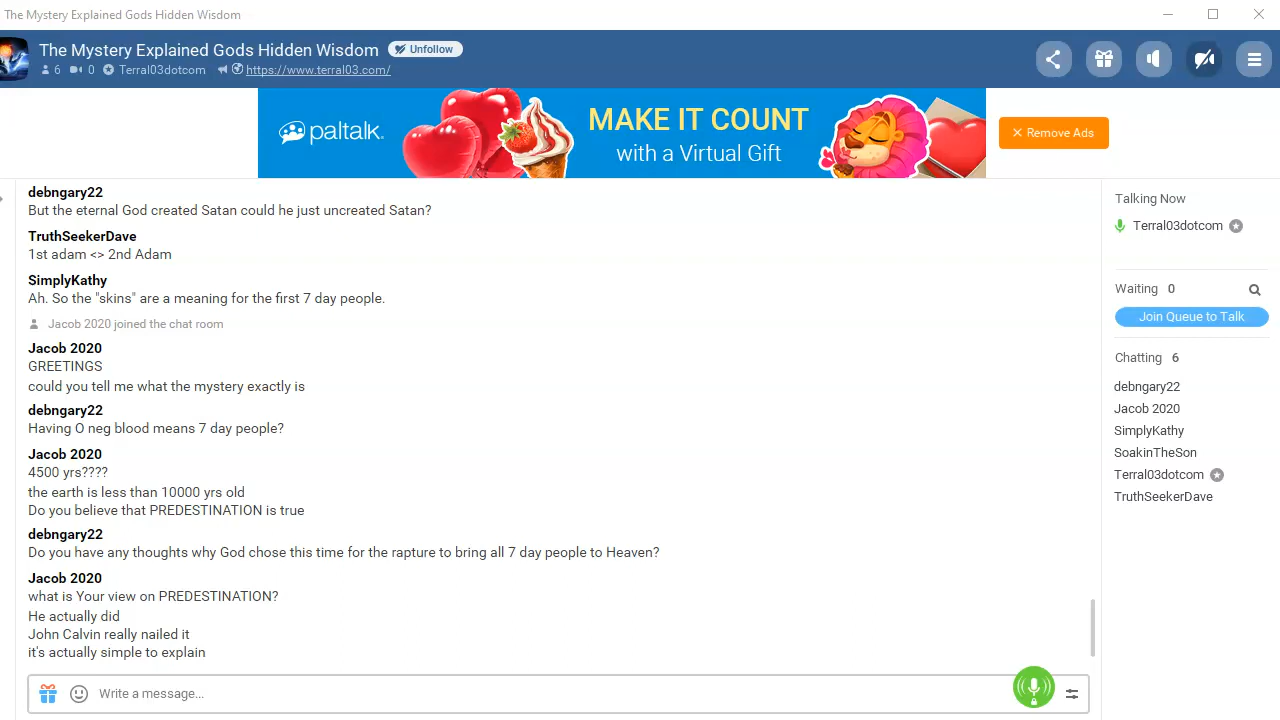 The Mystery Explained Gods Hidden Wisdom
The Mystery Explained Gods Hidden Wisdom Unfollow
6 0 Terral03dotcom https://www.terral03.com/
paltalk. MAKE IT COUNT
with a Virtual Gift
Remove Ads
debngary22
But the eternal God created Satan could he just uncreated Satan?
TruthSeekerDave
1st adam <> 2nd Adam
SimplyKathy
Ah. So the "skins" are a meaning for the first 7 day people.
Jacob 2020 joined the chat room
Jacob 2020
GREETINGS
could you tell me what the mystery exactly is
debngary22
Having O neg blood means 7 day people?
Jacob 2020
4500 yrs????
the earth is less than 10000 yrs old
Do you believe that PREDESTINATION is true
debngary22
Do you have any thoughts why God chose this time for the rapture to bring all 7 day people to Heaven?
Jacob 2020
what is Your view on PREDESTINATION?
He actually did
John Calvin really nailed it
it's actually simple to explain
Write a message...
Talking Now
Terral03dotcom
Waiting 0
Join Queue to Talk
Chatting 6
debngary22
Jacob 2020
SimplyKathy
SoakinTheSon
Terral03dotcom
TruthSeekerDave